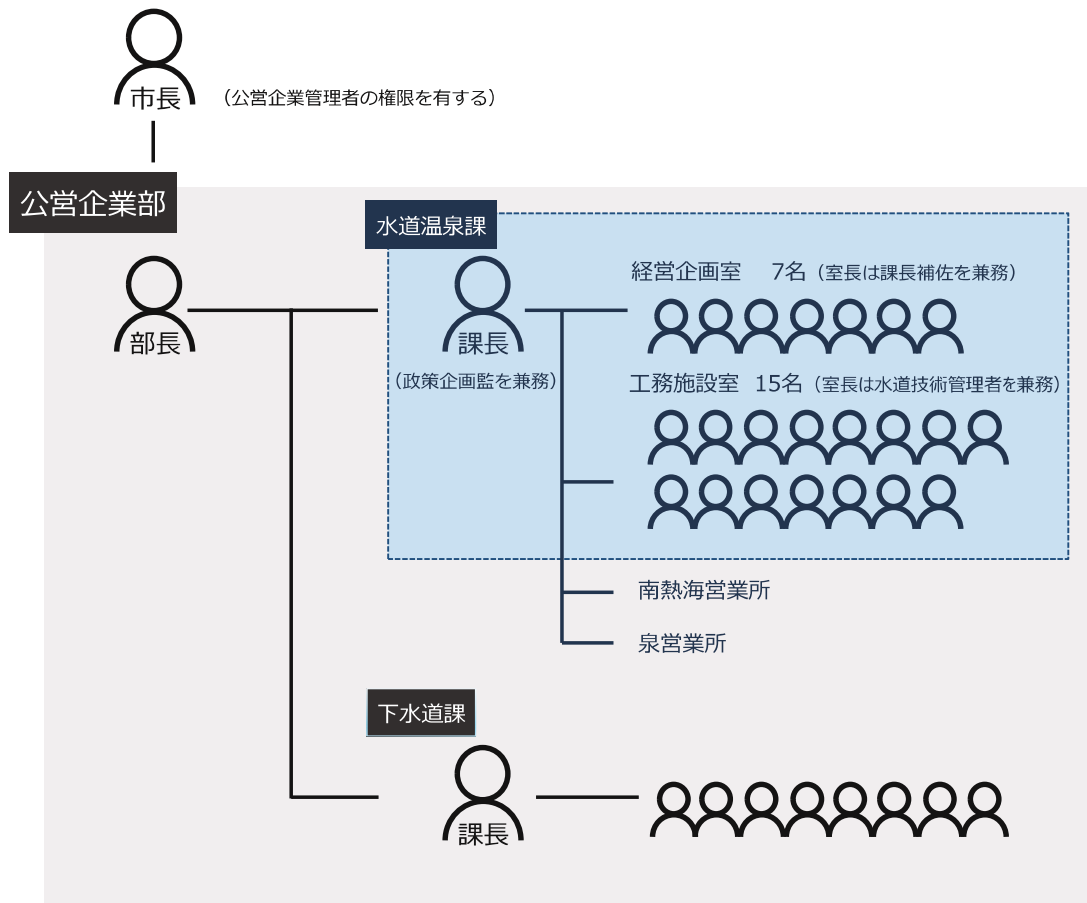 市長
（公営企業管理者の権限を有する）
公営企業部
部長
水道温泉課
課長
（政策企画監を兼務）
経営企画室　7名（室長は課長補佐を兼務）
工務施設室　15名（室長は水道技術管理者を兼務）
南熱海営業所
泉営業所
下水道課
課長